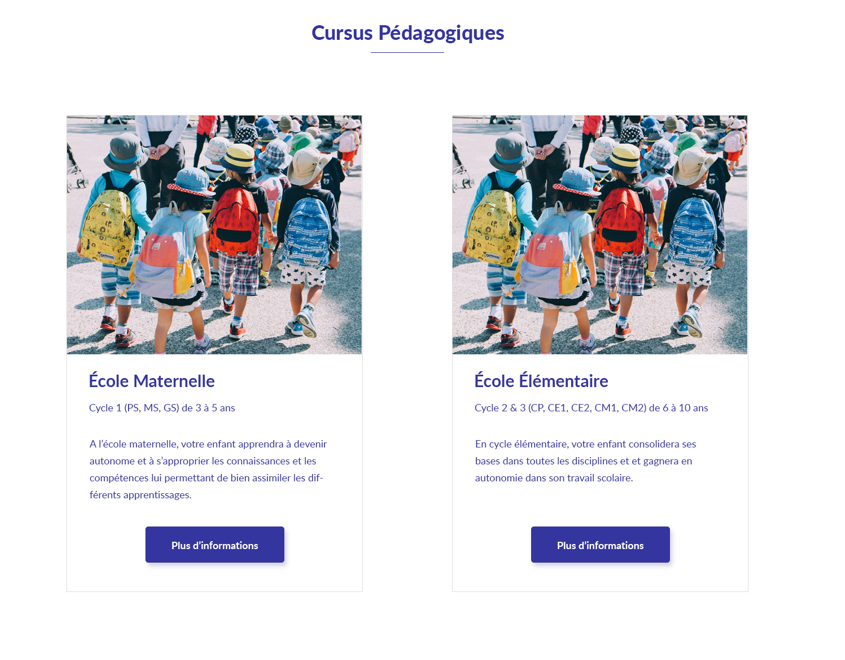 Cursus Pédagogiques
École Maternelle
Cycle 1 (PS, MS, GS) de 3 à 5 ans
A l'école maternelle, votre enfant apprendra à devenir
autonome et à s'approprier les connaissances et les
compétences lui permettant de bien assimiler les dif-
férents apprentissages.
Plus d'informations
École Élémentaire
Cycle 2 & 3 (CP, CE1, CE2, CM1, CM2) de 6 à 10 ans
En cycle élémentaire, votre enfant consolidera ses
bases dans toutes les disciplines et et gagnera en
autonomie dans son travail scolaire.
Plus d'informations